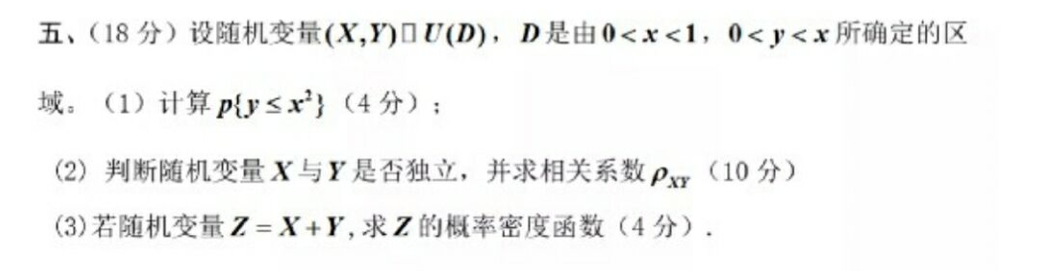 五、（18 分）设随机变量(X,Y)□U(D)， D是由0<x<1，0<y<x所确定的区
域。（1）计算p{y≤x²}（4 分）；
（2）判断随机变量X与Y是否独立，并求相关系数ρ_XY（10 分）
(3)若随机变量Z=X+Y,求Z的概率密度函数（4 分）.